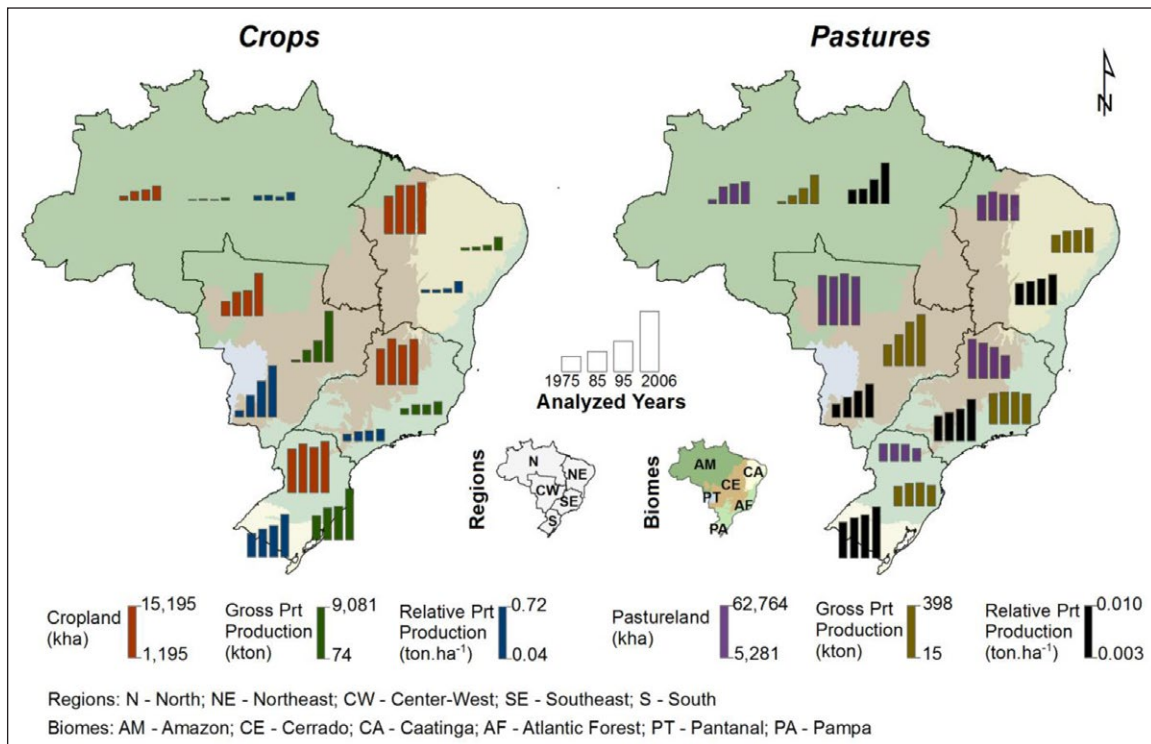 Crops
Pastures
N
1975 85 95 2006
Analyzed Years
Regions
N
NE
CW
SE
S
Biomes
AM
CA
CE
PT
AF
PA
Cropland
(kha)
15,195
1,195
Gross Prt
Production
(kton)
9,081
74
Relative Prt
Production
(ton.ha⁻¹)
0.72
0.04
Pastureland
(kha)
62,764
5,281
Gross Prt
Production
(kton)
398
15
Relative Prt
Production
(ton.ha⁻¹)
0.010
0.003
Regions: N - North; NE - Northeast; CW - Center-West; SE - Southeast; S - South
Biomes: AM - Amazon; CE - Cerrado; CA - Caatinga; AF - Atlantic Forest; PT - Pantanal; PA - Pampa